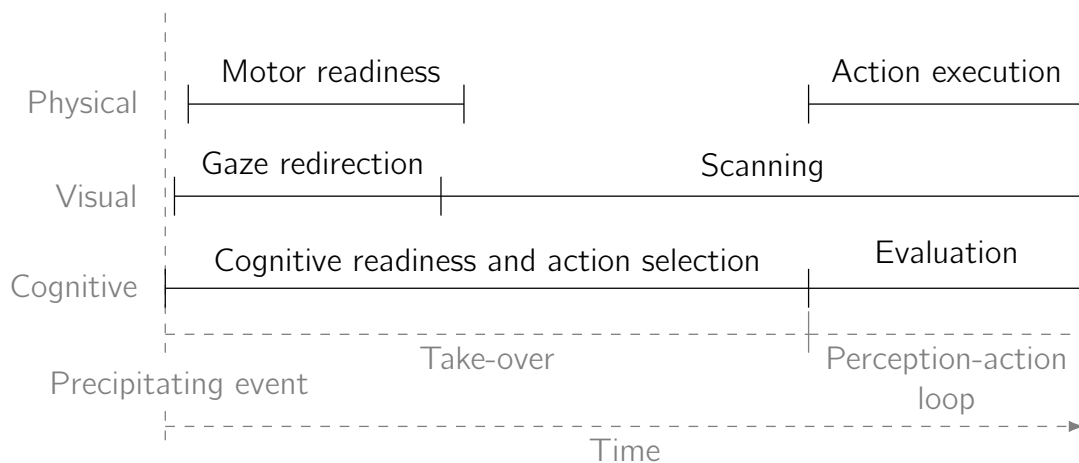 Motor readiness
Action execution
Physical
Gaze redirection
Scanning
Visual
Cognitive readiness and action selection
Evaluation
Cognitive
Take-over
Perception-action
loop
Precipitating event
Time